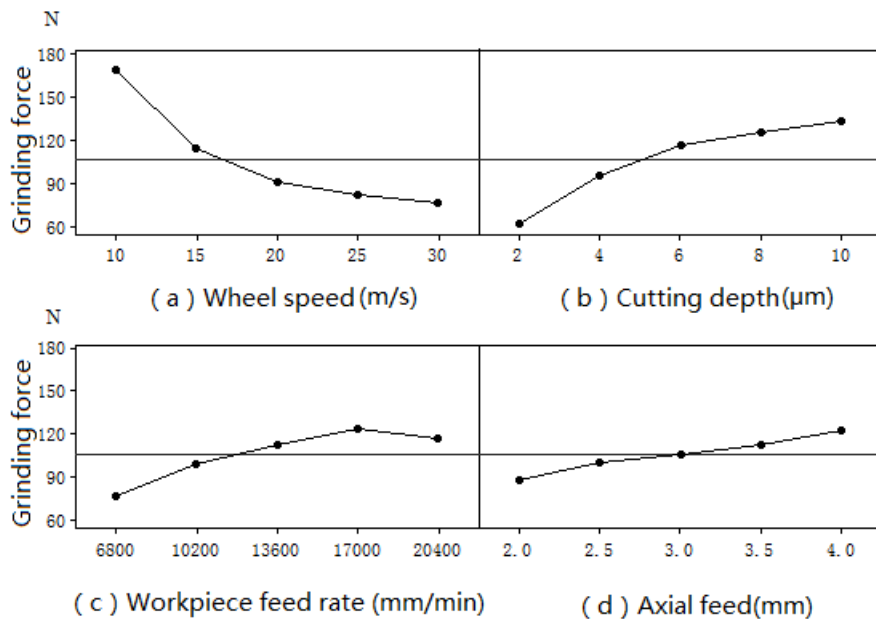 N
Grinding force
180
150
120
90
60
10 15 20 25 30 2 4 6 8 10
( a ) Wheel speed (m/s) ( b ) Cutting depth(μm)
N
Grinding force
180
150
120
90
60
6800 10200 13600 17000 20400 2.0 2.5 3.0 3.5 4.0
( c ) Workpiece feed rate (mm/min) ( d ) Axial feed(mm)